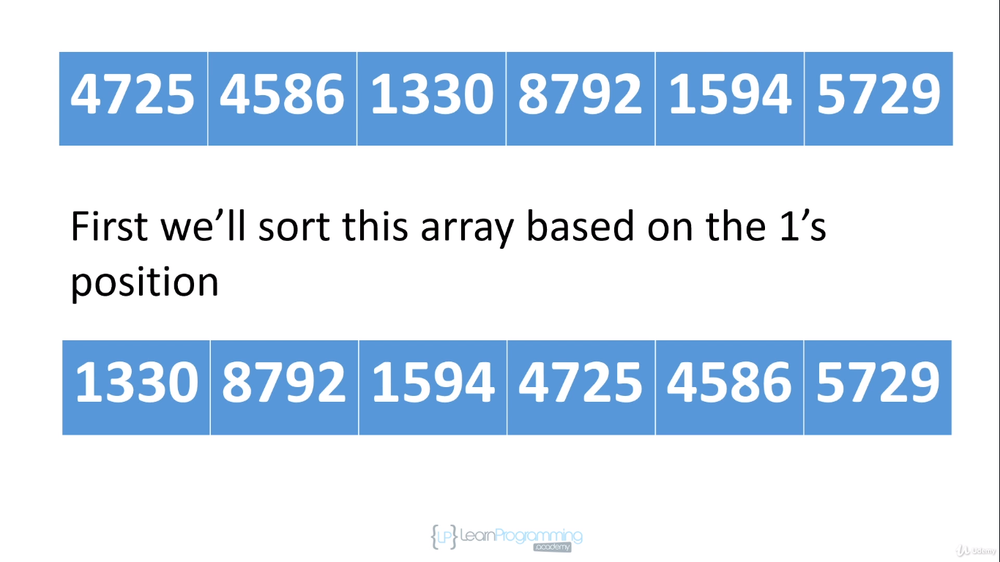 4725 4586 1330 8792 1594 5729
First we’ll sort this array based on the 1’s
position
1330 8792 1594 4725 4586 5729
{LP} LearnProgramming
.academy
Udemy